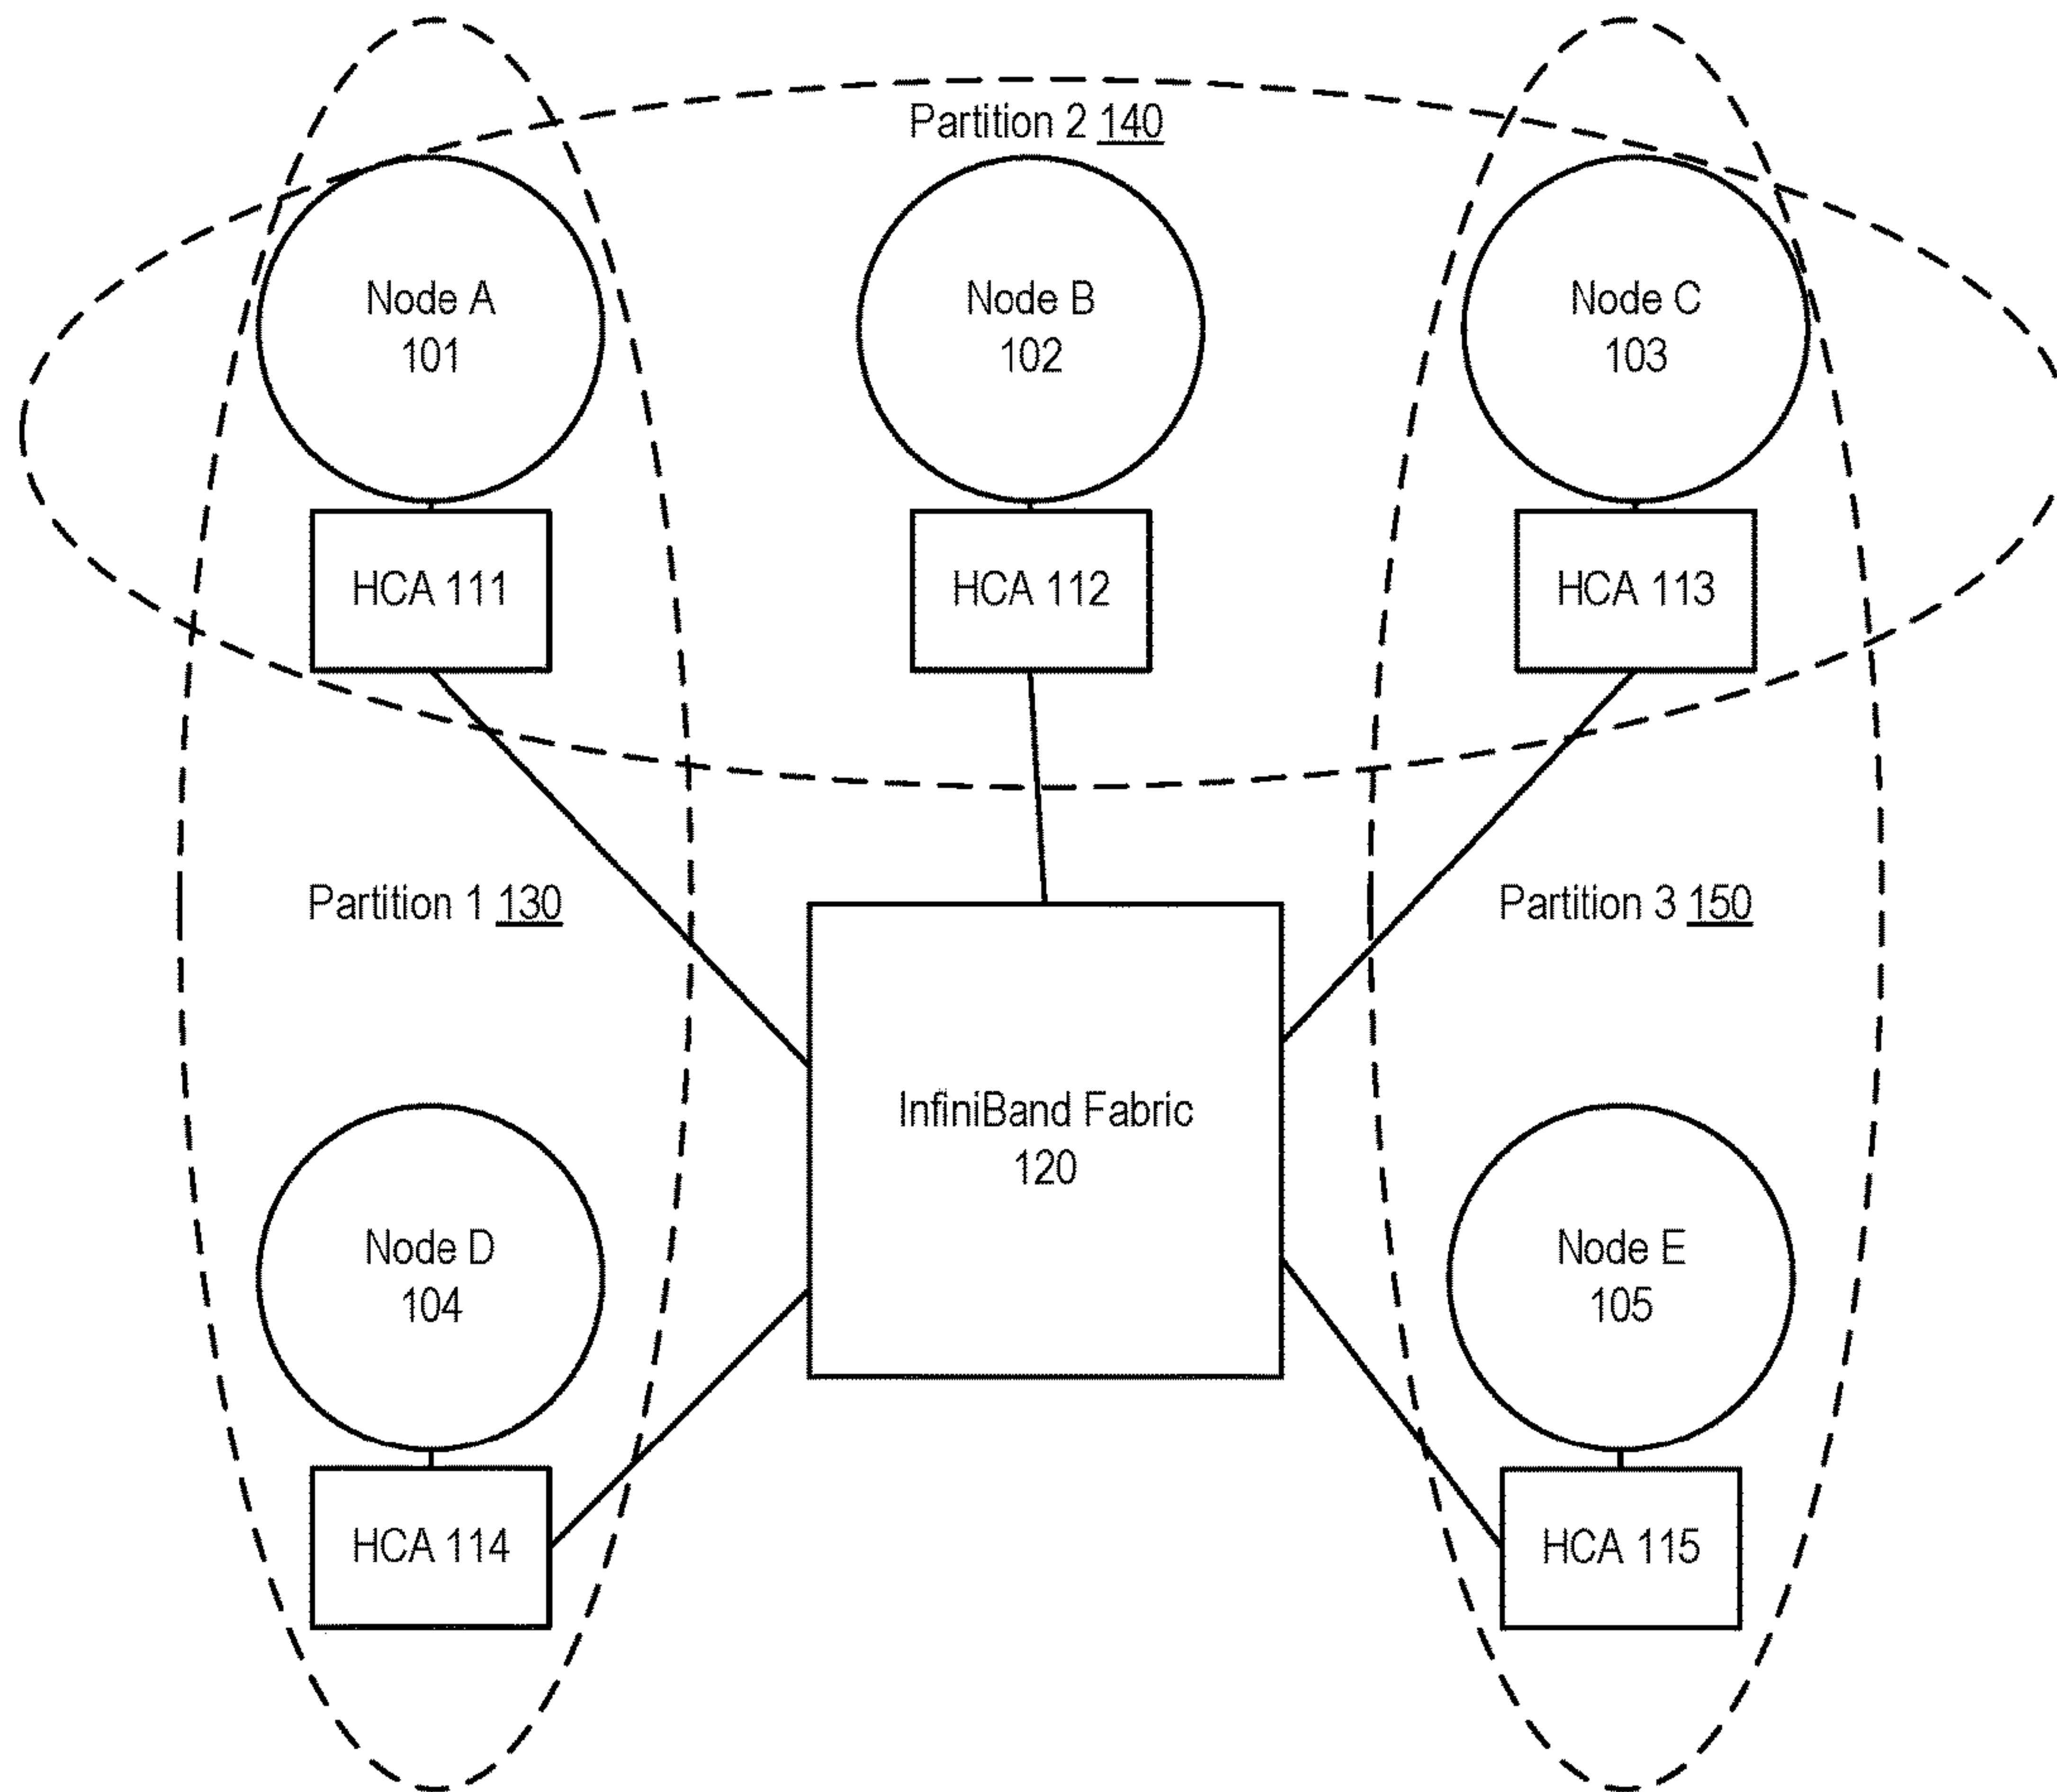 Partition 2 140
Node A
101
Node B
102
Node C
103
HCA 111
HCA 112
HCA 113
Partition 1 130
Partition 3 150
InfiniBand Fabric
120
Node D
104
Node E
105
HCA 114
HCA 115